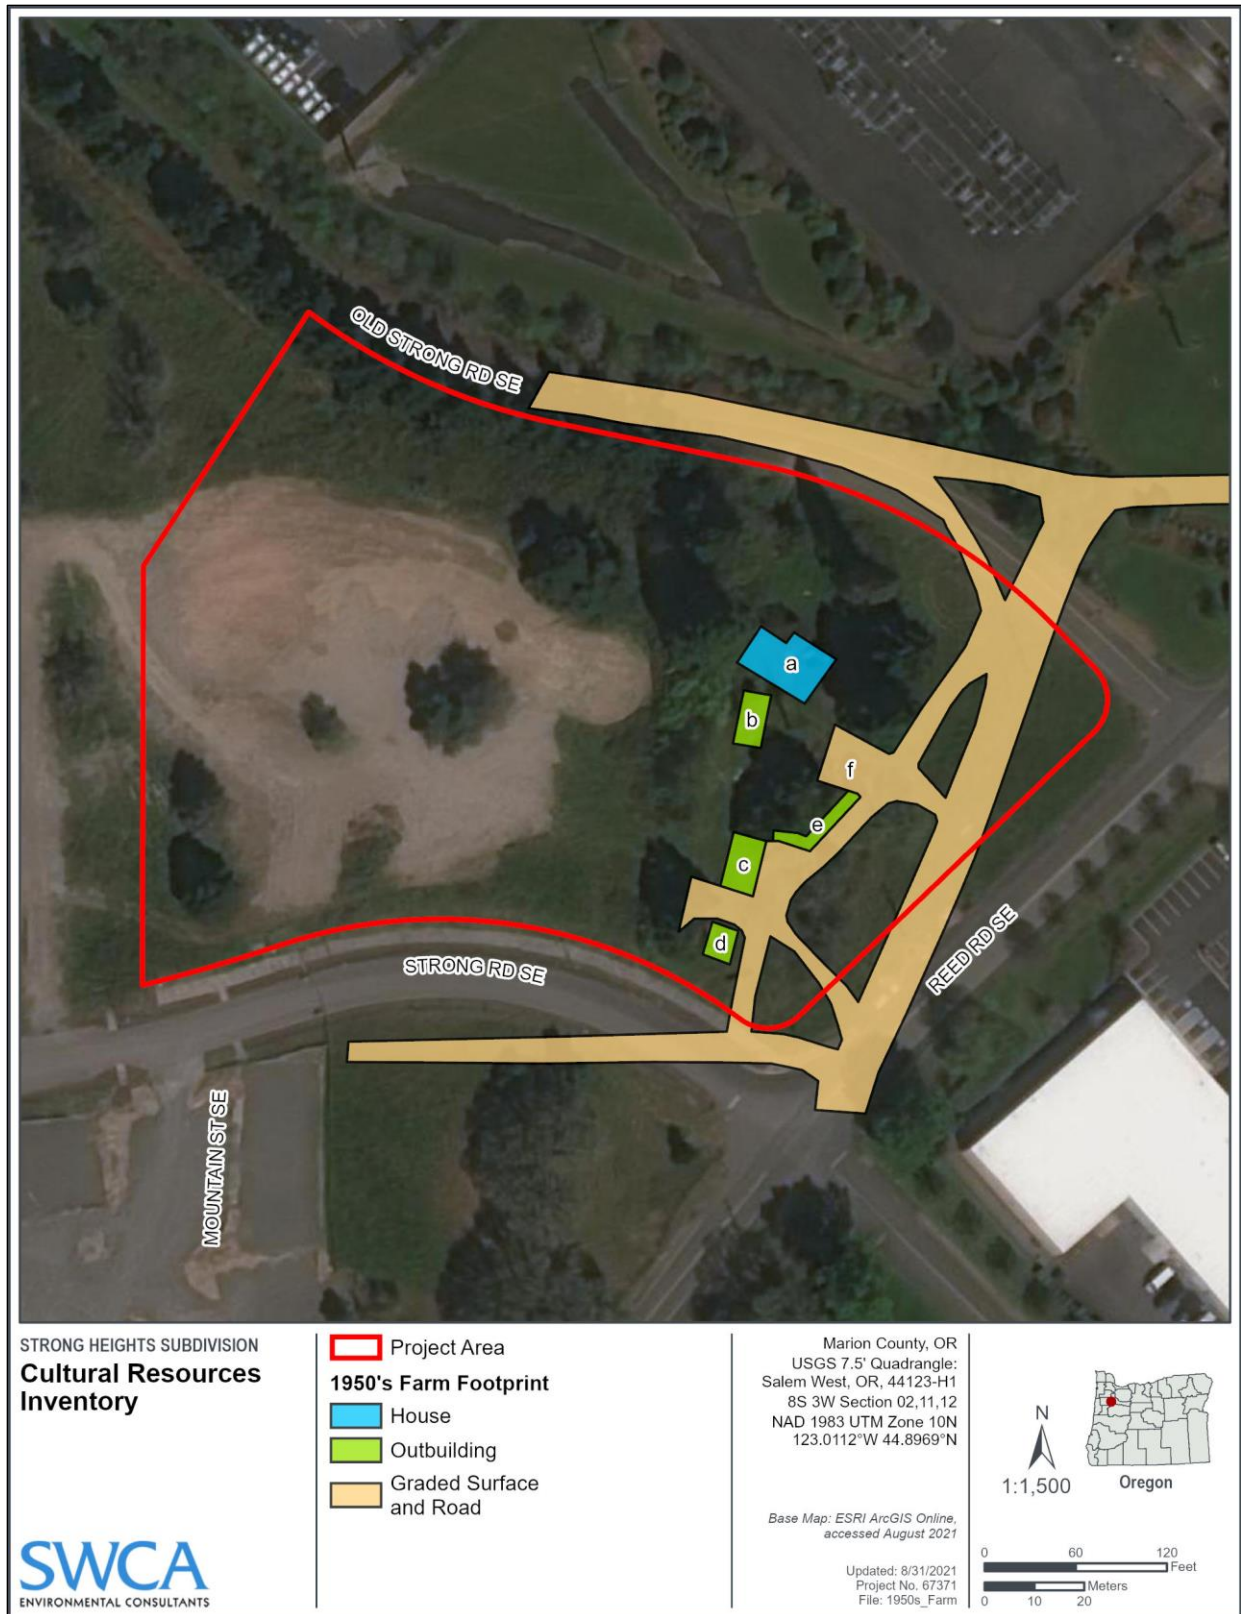 OLD STRONG RD SE
a
b
f
e
c
d
STRONG RD SE
REED RD SE
MOUNTAIN ST SE
STRONG HEIGHTS SUBDIVISION
Cultural Resources
Inventory
SWCA
ENVIRONMENTAL CONSULTANTS
Project Area
1950's Farm Footprint
House
Outbuilding
Graded Surface
and Road
Marion County, OR
USGS 7.5' Quadrangle:
Salem West, OR, 44123-H1
8S 3W Section 02,11,12
NAD 1983 UTM Zone 10N
123.0112°W 44.8969°N
Base Map: ESRI ArcGIS Online,
accessed August 2021
Updated: 8/31/2021
Project No. 67371
File: 1950s_Farm
N
1:1,500
Oregon
0 60 120
Feet
Meters
0 10 20